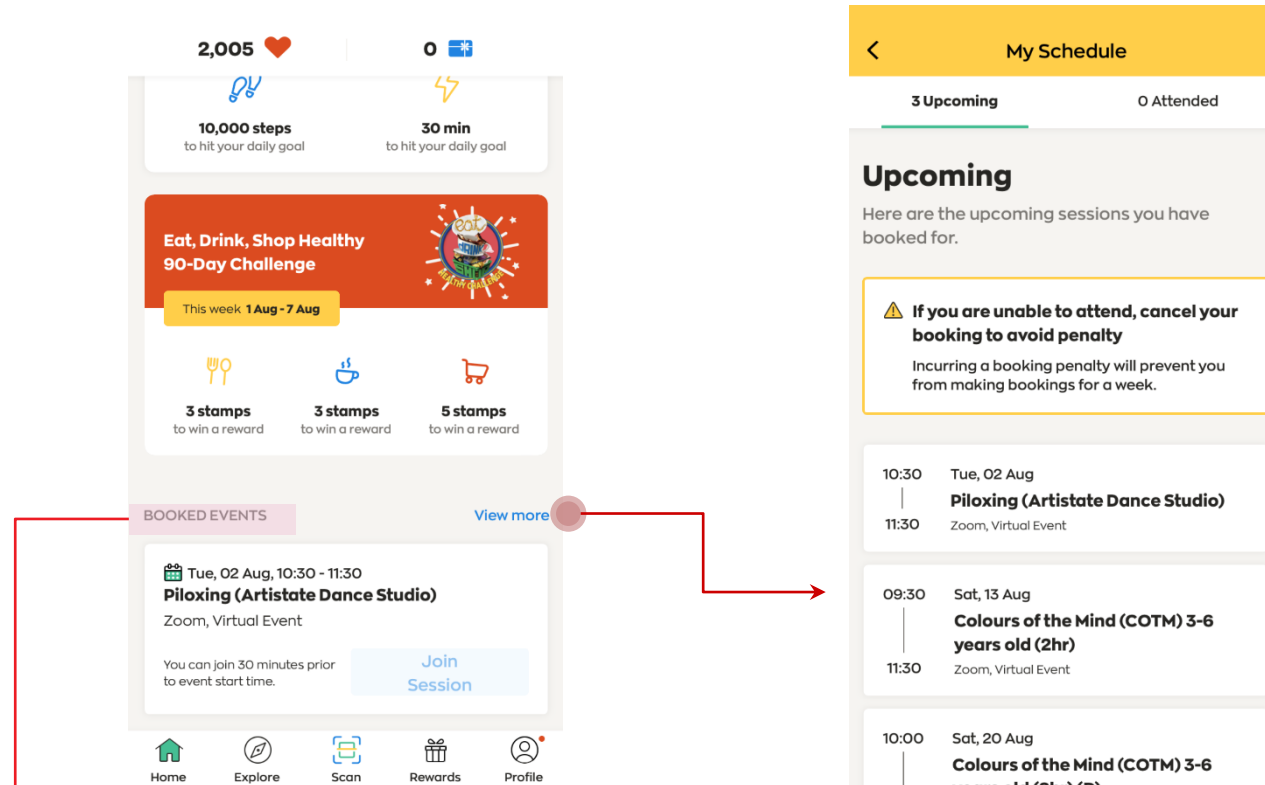 2,005
0
10,000 steps
to hit your daily goal
30 min
to hit your daily goal
Eat, Drink, Shop Healthy
90-Day Challenge
eat
DRINK
SHOP
HEALTHY CHALLENGE
This week 1 Aug - 7 Aug
3 stamps
to win a reward
3 stamps
to win a reward
5 stamps
to win a reward
BOOKED EVENTS
View more
Tue, 02 Aug, 10:30 - 11:30
Piloxing (Artistate Dance Studio)
Zoom, Virtual Event
You can join 30 minutes prior
to event start time.
Join
Session
Home
Explore
Scan
Rewards
Profile
My Schedule
3 Upcoming
0 Attended
Upcoming
Here are the upcoming sessions you have
booked for.
If you are unable to attend, cancel your
booking to avoid penalty
Incurring a booking penalty will prevent you
from making bookings for a week.
10:30
Tue, 02 Aug
Piloxing (Artistate Dance Studio)
11:30
Zoom, Virtual Event
09:30
Sat, 13 Aug
Colours of the Mind (COTM) 3-6
years old (2hr)
11:30
Zoom, Virtual Event
10:00
Sat, 20 Aug
Colours of the Mind (COTM) 3-6